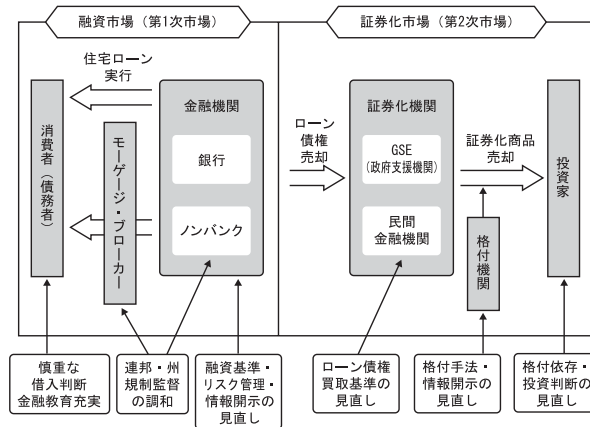 融資市場（第1次市場）
証券化市場（第2次市場）
住宅ローン
実行
消費者（債務者）
モーゲージ・ブローカー
金融機関
銀行
ノンバンク
ローン
債権
売却
証券化機関
GSE
（政府支援機関）
民間
金融機関
証券化商品
売却
格付機関
投資家
慎重な
借入判断
金融教育充実
連邦・州
規制監督
の調和
融資基準・
リスク管理・
情報開示の
見直し
ローン債権
買取基準の
見直し
格付手法・
情報開示の
見直し
格付依存・
投資判断の
見直し